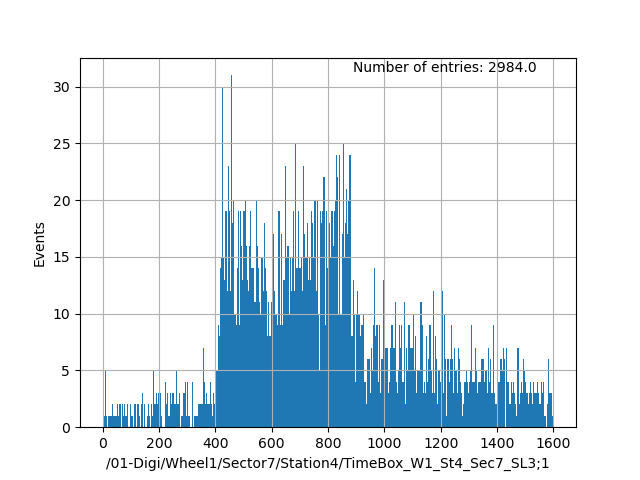 Number of entries: 2984.0
30
25
20
15
10
5
0
Events
0 200 400 600 800 1000 1200 1400 1600
/01-Digi/Wheel1/Sector7/Station4/TimeBox_W1_St4_Sec7_SL3;1